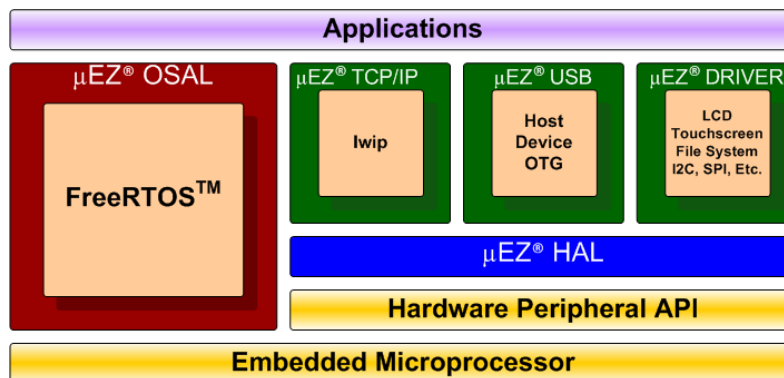 Applications
µEZ® OSAL
FreeRTOS™
µEZ® TCP/IP
lwip
µEZ® USB
Host
Device
OTG
µEZ® DRIVER
LCD
Touchscreen
File System
I2C, SPI, Etc.
µEZ® HAL
Hardware Peripheral API
Embedded Microprocessor